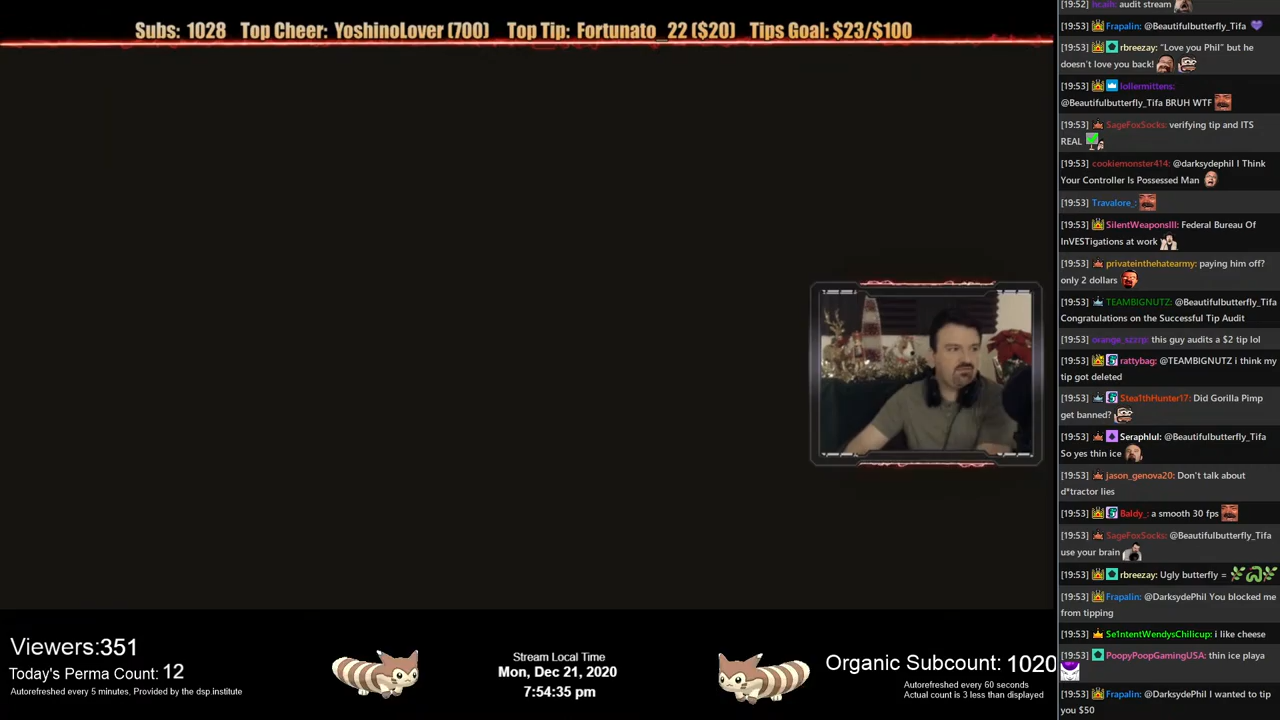 Subs: 1028 Top Cheer: YoshinoLover (700) Top Tip: Fortunato_22 ($20) Tips Goal: $23/$100
[19:52] hcaih: audit stream
[19:53] Frapalin: @Beautifulbutterfly_Tifa
[19:53] rbreezay: "Love you Phil" but he
doesn't love you back!
[19:53] lollermittens:
@Beautifulbutterfly_Tifa BRUH WTF
[19:53] SageFoxSocks: verifying tip and ITS
REAL
[19:53] cookiemonster414: @darksydephil I Think
Your Controller Is Possessed Man
[19:53] Travalore_:
[19:53] SilentWeaponsIII: Federal Bureau Of
InVESTigations at work
[19:53] privateinthehatearmy: paying him off?
only 2 dollars
[19:53] TEAMBIGNUTZ: @Beautifulbutterfly_Tifa
Congratulations on the Successful Tip Audit
[19:53] orange_szzrp: this guy audits a $2 tip lol
[19:53] rattybag: @TEAMBIGNUTZ i think my
tip got deleted
[19:53] Stea1thHunter17: Did Gorilla Pimp
get banned?
[19:53] Seraphlul: @Beautifulbutterfly_Tifa
So yes thin ice
[19:53] jason_genova20: Don't talk about
d*tractor lies
[19:53] Baldy_: a smooth 30 fps
[19:53] SageFoxSocks: @Beautifulbutterfly_Tifa
use your brain
[19:53] rbreezay: Ugly butterfly =
[19:53] Frapalin: @DarksydePhil You blocked me
from tipping
[19:53] Se1ntentWendysChilicup: i like cheese
[19:53] PoopyPoopGamingUSA: thin ice playa
[19:53] Frapalin: @DarksydePhil I wanted to tip
you $50
Viewers:351
Today's Perma Count: 12
Autorefreshed every 5 minutes, Provided by the dsp institute
Stream Local Time
Mon, Dec 21, 2020
7:54:35 pm
Organic Subcount: 1020
Autorefreshed every 60 seconds
Actual count is 3 less than displayed